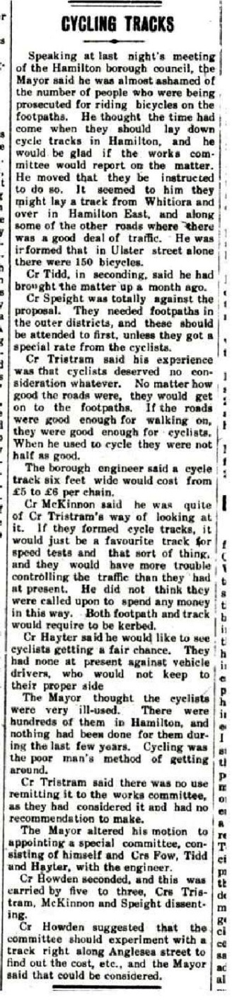 CYCLING TRACKS
Speaking at last night's meeting
of the Hamilton borough council, the
Mayor said he was almost ashamed of
the number of people who were being
prosecuted for riding bicycles on the
footpaths. He thought the time had
come when they should lay down
cycle tracks in Hamilton, and he
would be glad if the works com-
mittee would report on the matter.
He moved that they be instructed
to do so. It seemed to him they
might lay a track from Whitiora and
over in Hamilton East, and along
some of the other roads where there
was a good deal of traffic. He was
irformed that in Ulster street alone
there were 150 bicycles.
Cr Tidd, in seconding, said he had
brought the matter up a month ago.
Cr Speight was totally against the
proposal. They needed footpaths in
the outer districts, and these should
be attended to first, unless they got a
special rate from the cyclists.
Cr Tristram said his experience
was that cyclists deserved no con-
sideration whatever. No matter how
good the roads were, they would get
on to the footpaths. If the roads
were good enough for walking on,
they were good enough for cyclists.
When he used to cycle they were not
half as good.
The borough engineer said a cycle
track six feet wide would cost from
£5 to £6 per chain.
Cr McKinnon said he was quite
of Cr Tristram's way of looking at
it. If they formed cycle tracks, it
would just be a favourite track for
speed tests and that sort of thing,
and they would have more trouble
controlling the traffic than they had
at present. He did not think they
were called upon to spend any money
in this way. Both footpath and track
would require to be kerbed.
Cr Hayter said he would like to see
cyclists getting a fair chance. They
had none at present against vehicle
drivers, who would not keep to
their proper side
The Mayor thought the cyclists
were very ill-used. There were
hundreds of them in Hamilton, and
nothing had been done for them dur-
ing the last few years. Cycling was
the poor man's method of getting
around.
Cr Tristram said there was no use
remitting it to the works committee,
as they had considered it and had no
recommendation to make.
The Mayor altered his motion to
appointing a special committee, con-
sisting of himself and Crs Fow, Tidd
and Hayter, with the engineer.
Cr Howden seconded, and this was
carried by five to three, Crs Tris-
tram, McKinnon and Speight dissent-
ing.
Cr Howden suggested that the
committee should experiment with a
track right along Anglesea street to
find out the cost, etc., and the Mayor
said that could be considered.